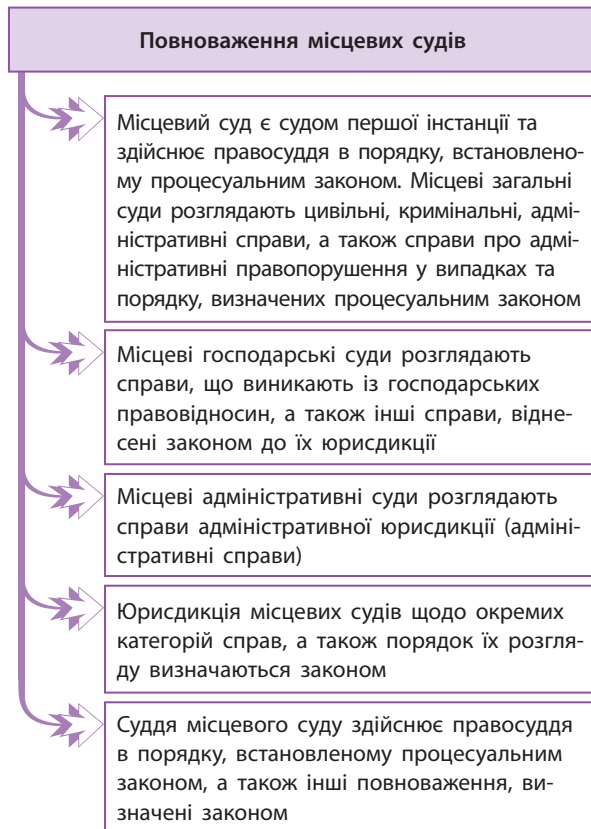 Повноваження місцевих судів
Місцевий суд є судом першої інстанції та
здійснює правосуддя в порядку, встановлено-
му процесуальним законом. Місцеві загальні
суди розглядають цивільні, кримінальні, адмі-
ністративні справи, а також справи про адмі-
ністративні правопорушення у випадках та
порядку, визначених процесуальним законом
Місцеві господарські суди розглядають
справи, що виникають із господарських
правовідносин, а також інші справи, відне-
сені законом до їх юрисдикції
Місцеві адміністративні суди розглядають
справи адміністративної юрисдикції (адміні-
стративні справи)
Юрисдикція місцевих судів щодо окремих
категорій справ, а також порядок їх розгля-
ду визначаються законом
Суддя місцевого суду здійснює правосуддя
в порядку, встановленому процесуальним
законом, а також інші повноваження, ви-
значені законом